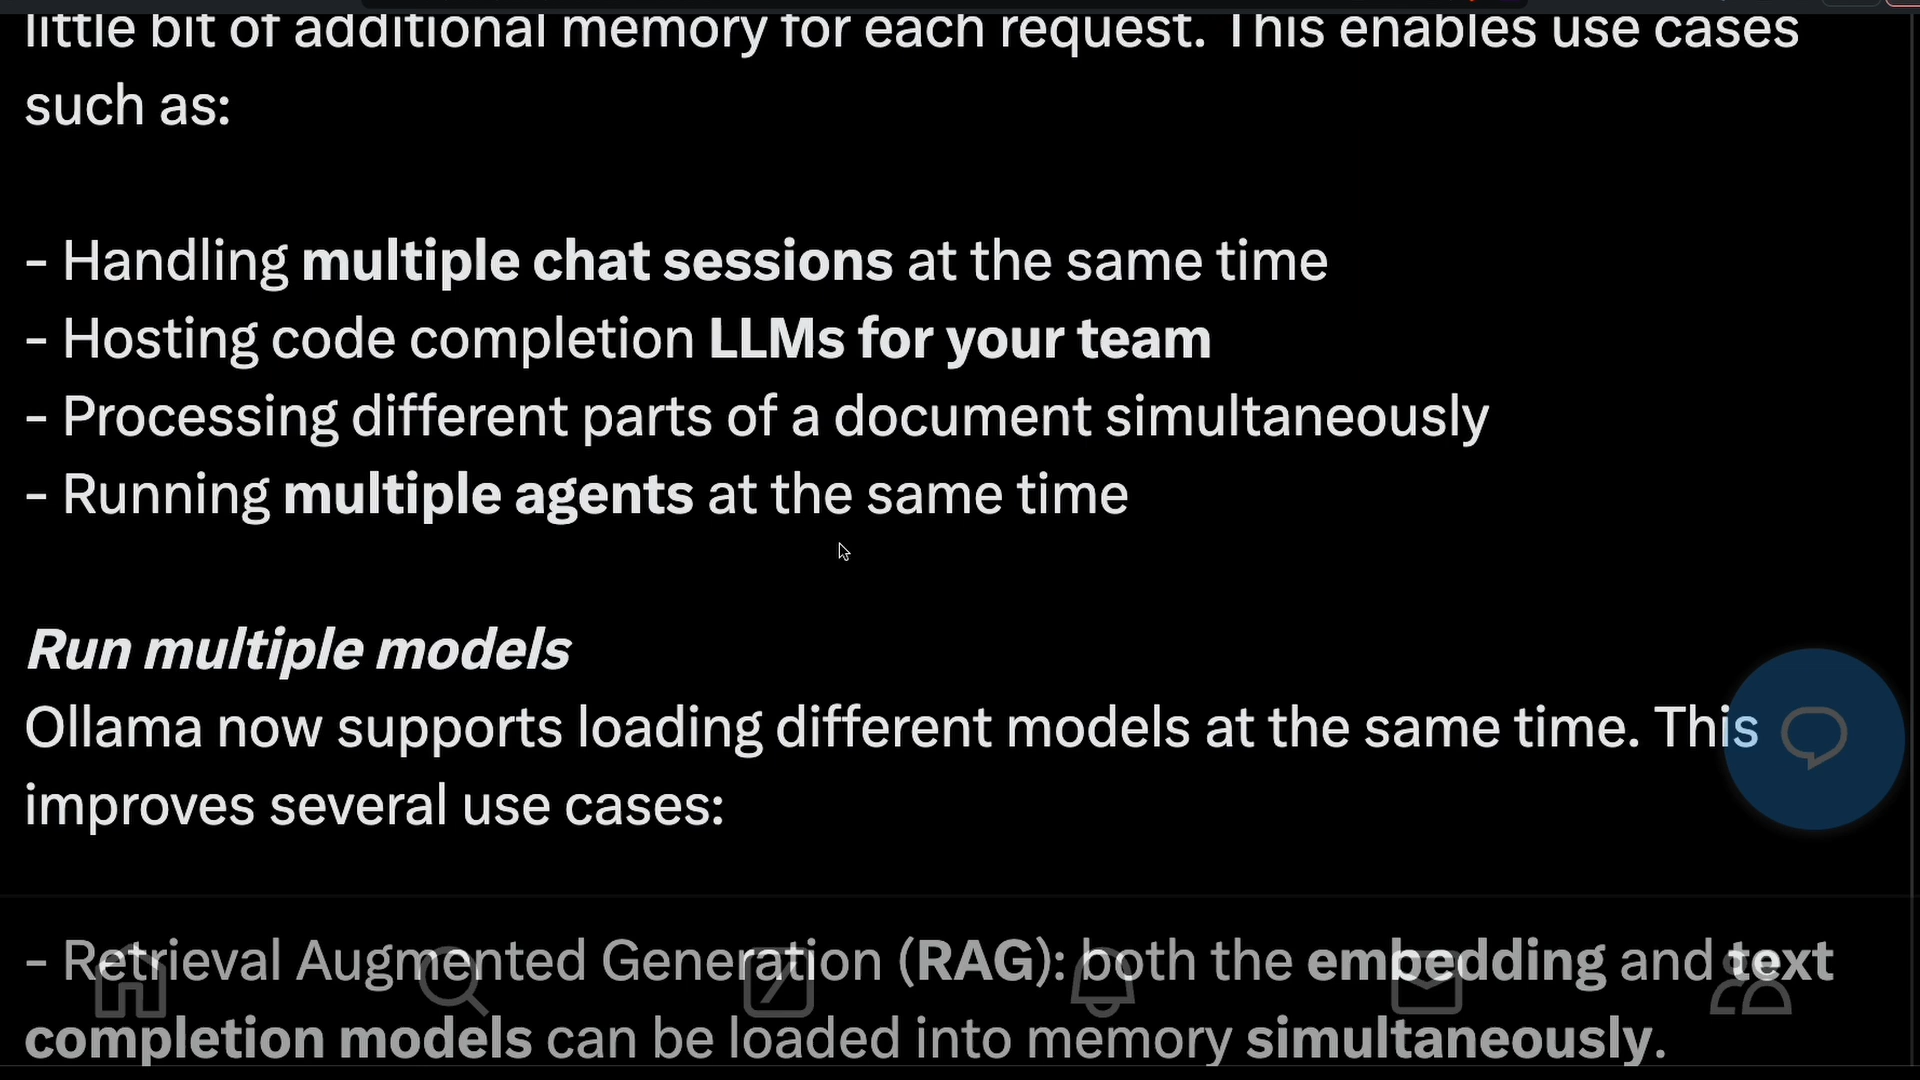 little bit of additional memory for each request. This enables use cases
such as:
- Handling multiple chat sessions at the same time
- Hosting code completion LLMs for your team
- Processing different parts of a document simultaneously
- Running multiple agents at the same time
Run multiple models
Ollama now supports loading different models at the same time. This
improves several use cases:
- Retrieval Augmented Generation (RAG): both the embedding and text
completion models can be loaded into memory simultaneously.